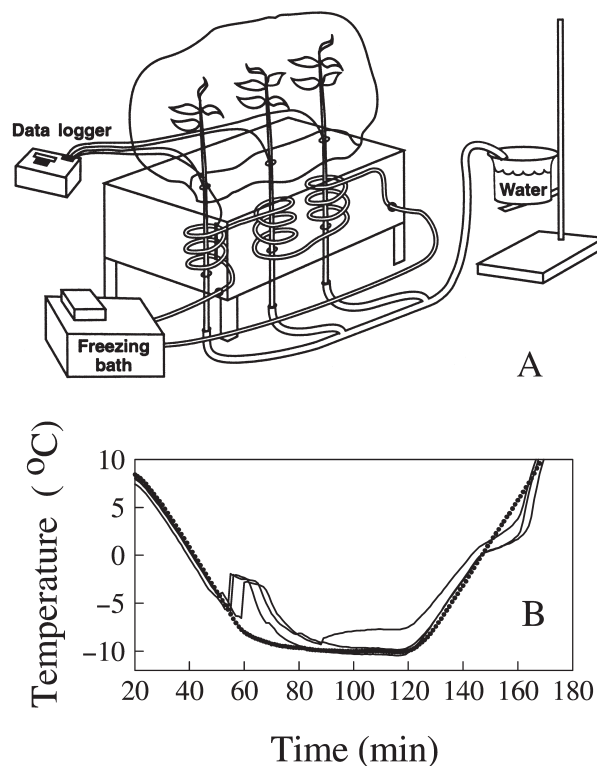 Data logger
Water
Freezing
bath
A
Temperature ( °C)
10
5
0
−5
−10
B
20 40 60 80 100 120 140 160 180
Time (min)